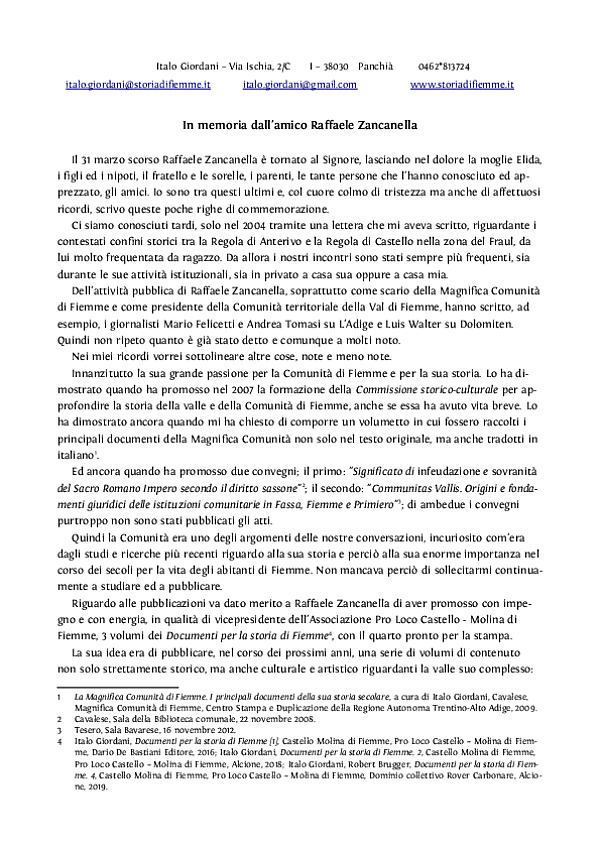 Italo Giordani – Via Ischia, 2/C I – 38030 Panchià 0462*813724
italo.giordani@storiadifiemme.it italo.giordani@gmail.com www.storiadifiemme.it
In memoria dall'amico Raffaele Zancanella
Il 31 marzo scorso Raffaele Zancanella è tornato al Signore, lasciando nel dolore la moglie Elida,
i figli ed i nipoti, il fratello e le sorelle, i parenti, le tante persone che l'hanno conosciuto ed ap-
prezzato, gli amici. Io sono tra questi ultimi e, col cuore colmo di tristezza ma anche di affettuosi
ricordi, scrivo queste poche righe di commemorazione.
Ci siamo conosciuti tardi, solo nel 2004 tramite una lettera che mi aveva scritto, riguardante i
contestati confini storici tra la Regola di Anterivo e la Regola di Castello nella zona del Fraul, da
lui molto frequentata da ragazzo. Da allora i nostri incontri sono stati sempre più frequenti, sia
durante le sue attività istituzionali, sia in privato a casa sua oppure a casa mia.
Dell'attività pubblica di Raffaele Zancanella, soprattutto come scario della Magnifica Comunità
di Fiemme e come presidente della Comunità territoriale della Val di Fiemme, hanno scritto, ad
esempio, i giornalisti Mario Felicetti e Andrea Tomasi su L'Adige e Luis Walter su Dolomiten.
Quindi non ripeto quanto è già stato detto e comunque a molti noto.
Nei miei ricordi vorrei sottolineare altre cose, note e meno note.
Innanzitutto la sua grande passione per la Comunità di Fiemme e per la sua storia. Lo ha di-
mostrato quando ha promosso nel 2007 la formazione della Commissione storico-culturale per ap-
profondire la storia della valle e della Comunità di Fiemme, anche se essa ha avuto vita breve. Lo
ha dimostrato ancora quando mi ha chiesto di comporre un volumetto in cui fossero raccolti i
principali documenti della Magnifica Comunità non solo nel testo originale, ma anche tradotti in
italiano¹.
Ed ancora quando ha promosso due convegni; il primo: "Significato di infeudazione e sovranità
del Sacro Romano Impero secondo il diritto sassone"²; il secondo: "Communitas Vallis. Origini e fonda-
menti giuridici delle istituzioni comunitarie in Fassa, Fiemme e Primiero"³; di ambedue i convegni
purtroppo non sono stati pubblicati gli atti.
Quindi la Comunità era uno degli argomenti delle nostre conversazioni, incuriosito com'era
dagli studi e ricerche più recenti riguardo alla sua storia e perciò alla sua enorme importanza nel
corso dei secoli per la vita degli abitanti di Fiemme. Non mancava perciò di sollecitarmi continua-
mente a studiare ed a pubblicare.
Riguardo alle pubblicazioni va dato merito a Raffaele Zancanella di aver promosso con impe-
gno e con energia, in qualità di vicepresidente dell'Associazione Pro Loco Castello - Molina di
Fiemme, 3 volumi dei Documenti per la storia di Fiemme⁴, con il quarto pronto per la stampa.
La sua idea era di pubblicare, nel corso dei prossimi anni, una serie di volumi di contenuto
non solo strettamente storico, ma anche culturale e artistico riguardanti la valle suo complesso:
1 La Magnifica Comunità di Fiemme. I principali documenti della sua storia secolare, a cura di Italo Giordani, Cavalese,
Magnifica Comunità di Fiemme, Centro Stampa e Duplicazione della Regione Autonoma Trentino-Alto Adige, 2009.
2 Cavalese, Sala della Biblioteca comunale, 22 novembre 2008.
3 Tesero, Sala Bavarese, 16 novembre 2012.
4 Italo Giordani, Documenti per la storia di Fiemme [1], Castello Molina di Fiemme, Pro Loco Castello – Molina di Fiem-
me, Dario De Bastiani Editore, 2016; Italo Giordani, Documenti per la storia di Fiemme. 2, Castello Molina di Fiemme,
Pro Loco Castello – Molina di Fiemme, Alcione, 2018; Italo Giordani, Robert Brugger, Documenti per la storia di Fiem-
me. 4, Castello Molina di Fiemme, Pro Loco Castello – Molina di Fiemme, Dominio collettivo Rover Carbonare, Alcio-
ne, 2019.